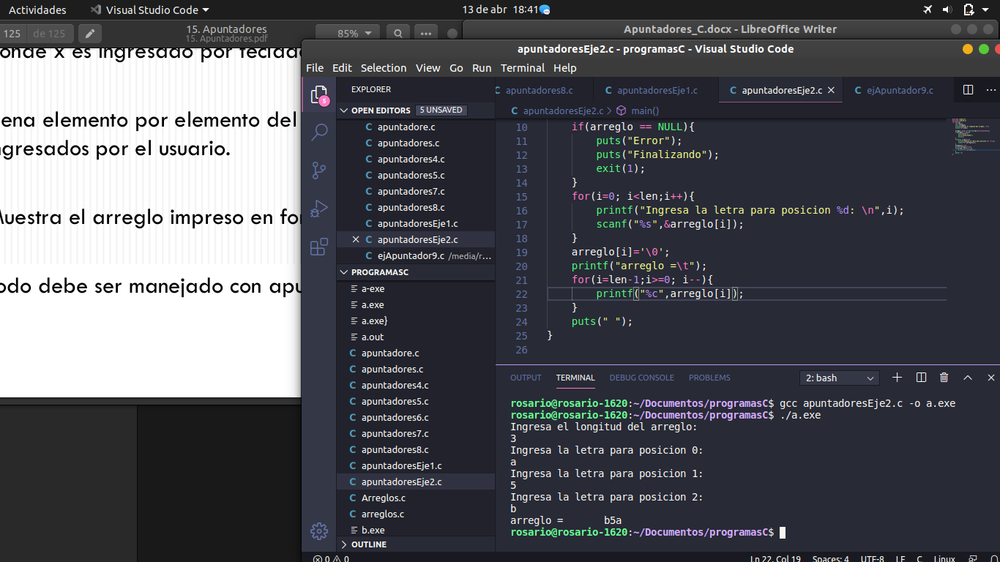 Actividades
Visual Studio Code
13 de abr 18:41
125 de 125
15. Apuntadores
15. Apuntadores.pdf
85%
Apuntadores_C.docx - LibreOffice Writer
onde x es ingresado por teclado
ena elemento por elemento del
ngresados por el usuario.
Muestra el arreglo impreso en for
odo debe ser manejado con apu
apuntadoresEje2.c - programasC - Visual Studio Code
File Edit Selection View Go Run Terminal Help
5
EXPLORER
OPEN EDITORS 5 UNSAVED
C apuntadore.c
C apuntadores.c
C apuntadores4.c
C apuntadores5.c
C apuntadores7.c
C apuntadores8.c
C apuntadoresEje1.c
C apuntadoresEje2.c
C ejApuntador9.c /media/r...
PROGRAMASC
a-exe
a.exe
a.exe}
a.out
C apuntadore.c
C apuntadores.c
C apuntadores4.c
C apuntadores5.c
C apuntadores6.c
C apuntadores7.c
C apuntadores8.c
C apuntadoresEje1.c
C apuntadoresEje2.c
C Arreglos.c
C arreglos.c
b.exe
OUTLINE
C apuntadores8.c
C apuntadoresEje1.c
C apuntadoresEje2.c
C ejApuntador9.c
C apuntadoresEje2.c > main()
10 if(arreglo == NULL){
11 puts("Error");
12 puts("Finalizando");
13 exit(1);
14 }
15 for(i=0; i<len;i++){
16 printf("Ingresa la letra para posicion %d: \n",i);
17 scanf("%s",&arreglo[i]);
18 }
19 arreglo[i]='\0';
20 printf("arreglo =\t");
21 for(i=len-1;i>=0; i--){
22 printf("%c",arreglo[i]);
23 }
24 puts(" ");
25 }
26
OUTPUT TERMINAL DEBUG CONSOLE PROBLEMS
2: bash
rosario@rosario-1620:~/Documentos/programasC$ gcc apuntadoresEje2.c -o a.exe
rosario@rosario-1620:~/Documentos/programasC$ ./a.exe
Ingresa el longitud del arreglo:
3
Ingresa la letra para posicion 0:
a
Ingresa la letra para posicion 1:
5
Ingresa la letra para posicion 2:
b
arreglo = b5a
rosario@rosario-1620:~/Documentos/programasC$
0 0
Ln 22, Col 19 Spaces: 4 UTF-8 LF C Linux